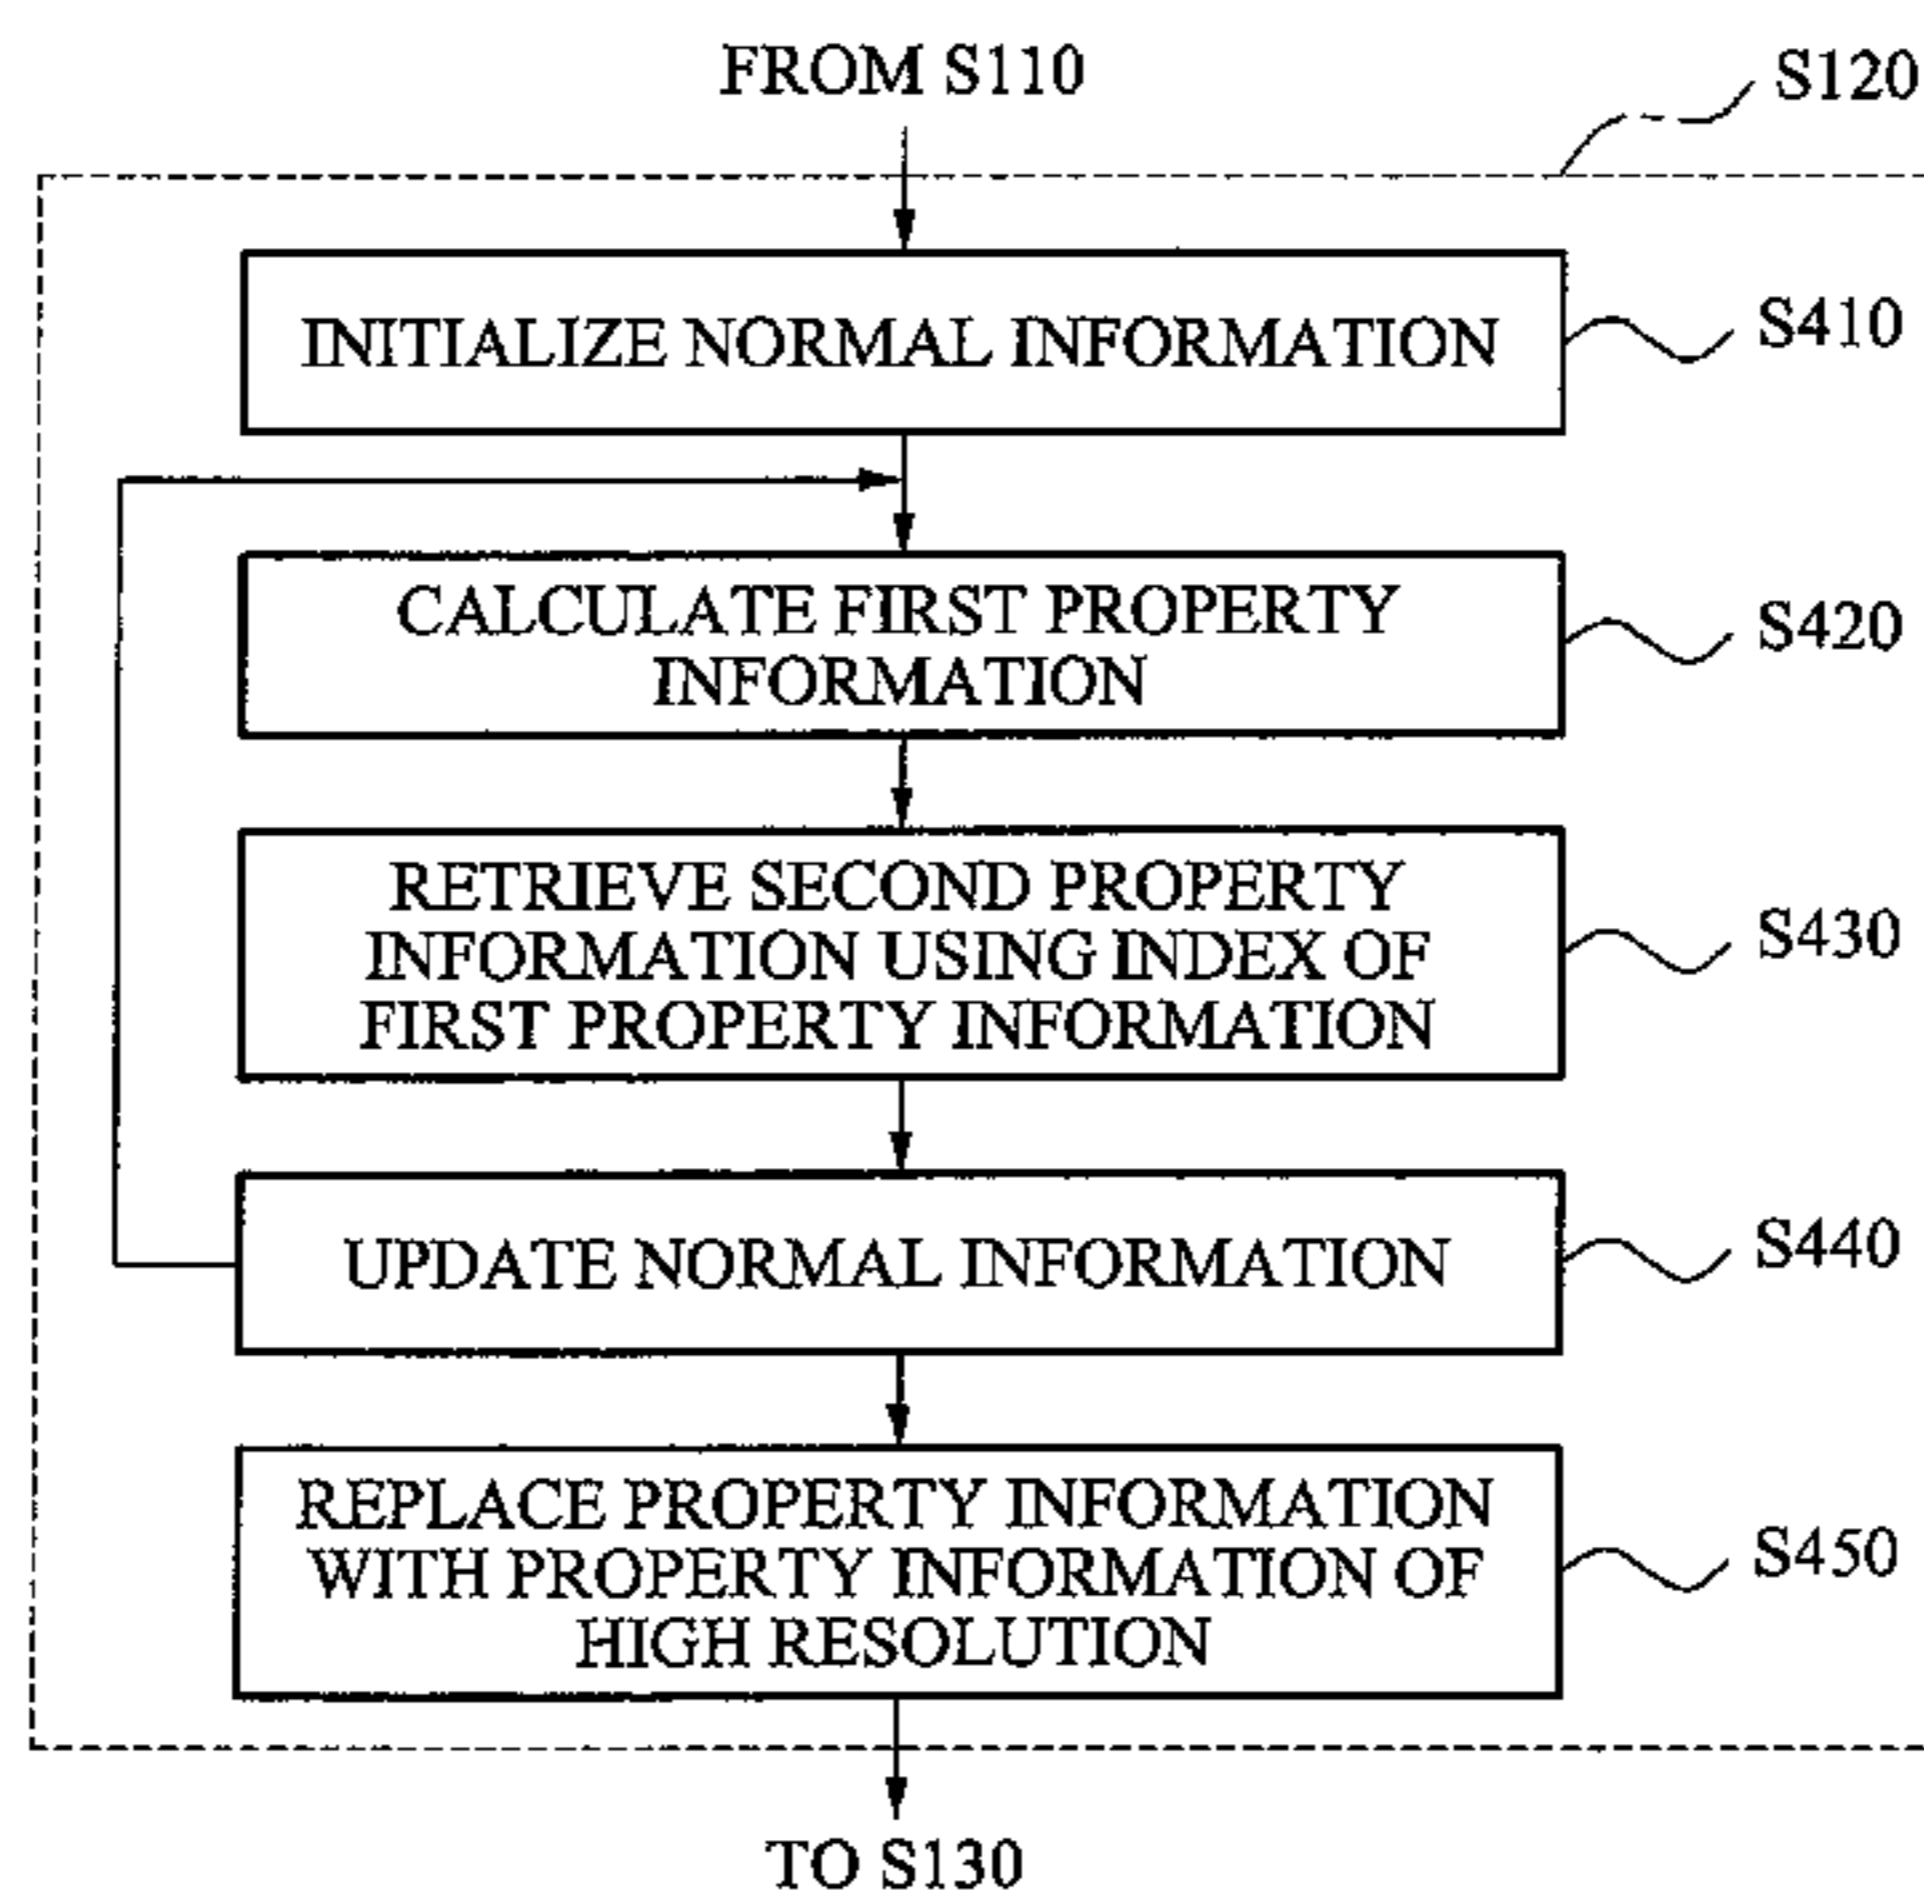 FROM S110
S120
INITIALIZE NORMAL INFORMATION
S410
CALCULATE FIRST PROPERTY
INFORMATION
S420
RETRIEVE SECOND PROPERTY
INFORMATION USING INDEX OF
FIRST PROPERTY INFORMATION
S430
UPDATE NORMAL INFORMATION
S440
REPLACE PROPERTY INFORMATION
WITH PROPERTY INFORMATION OF
HIGH RESOLUTION
S450
TO S130